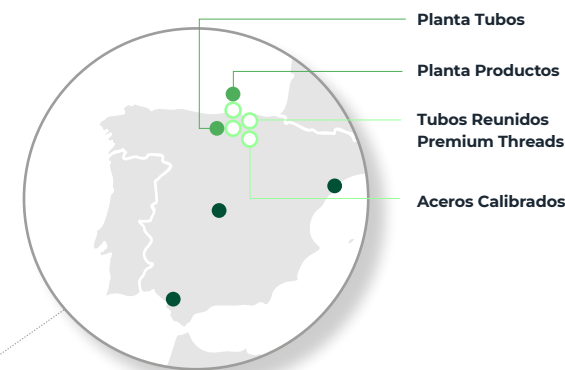 Planta Tubos
Planta Productos
Tubos Reunidos
Premium Threads
Aceros Calibrados